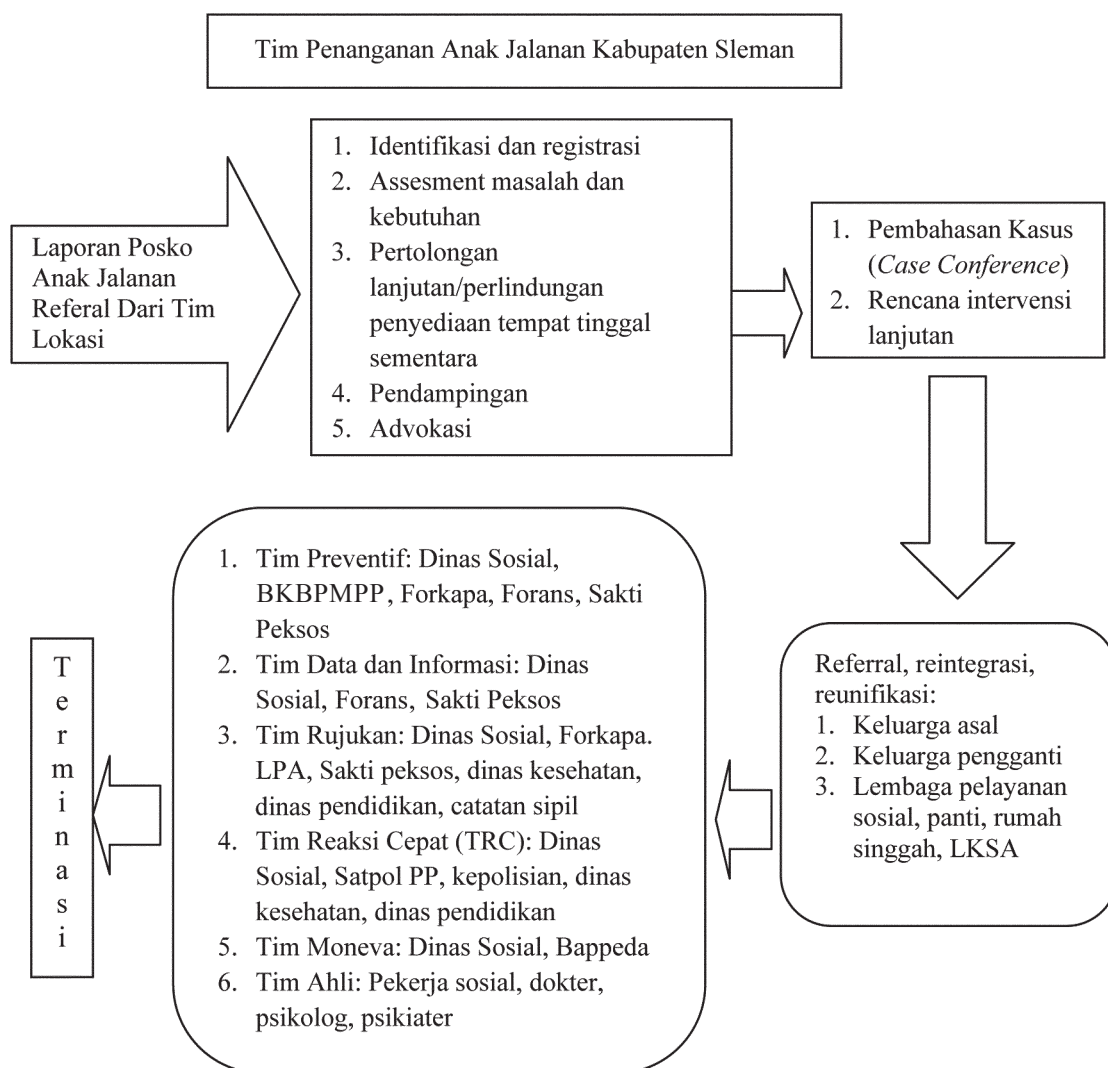 Tim Penanganan Anak Jalanan Kabupaten Sleman
Laporan Posko
Anak Jalanan
Referal Dari Tim
Lokasi
1. Identifikasi dan registrasi
2. Assesment masalah dan
kebutuhan
3. Pertolongan
lanjutan/perlindungan
penyediaan tempat tinggal
sementara
4. Pendampingan
5. Advokasi
1. Pembahasan Kasus
(Case Conference)
2. Rencana intervensi
lanjutan
Referral, reintegrasi,
reunifikasi:
1. Keluarga asal
2. Keluarga pengganti
3. Lembaga pelayanan
sosial, panti, rumah
singgah, LKSA
1. Tim Preventif: Dinas Sosial,
BKBPMPP, Forkapa, Forans, Sakti
Peksos
2. Tim Data dan Informasi: Dinas
Sosial, Forans, Sakti Peksos
3. Tim Rujukan: Dinas Sosial, Forkapa.
LPA, Sakti peksos, dinas kesehatan,
dinas pendidikan, catatan sipil
4. Tim Reaksi Cepat (TRC): Dinas
Sosial, Satpol PP, kepolisian, dinas
kesehatan, dinas pendidikan
5. Tim Moneva: Dinas Sosial, Bappeda
6. Tim Ahli: Pekerja sosial, dokter,
psikolog, psikiater
T
e
r
m
i
n
a
s
i